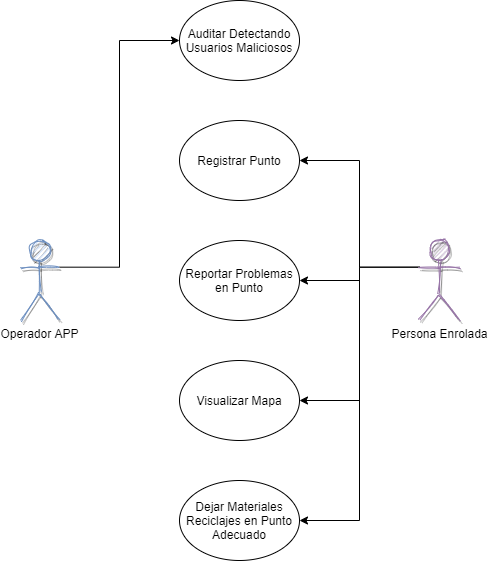 Auditar Detectando
Usuarios Maliciosos
Registrar Punto
Reportar Problemas
en Punto
Operador APP
Persona Enrolada
Visualizar Mapa
Dejar Materiales
Reciclajes en Punto
Adecuado